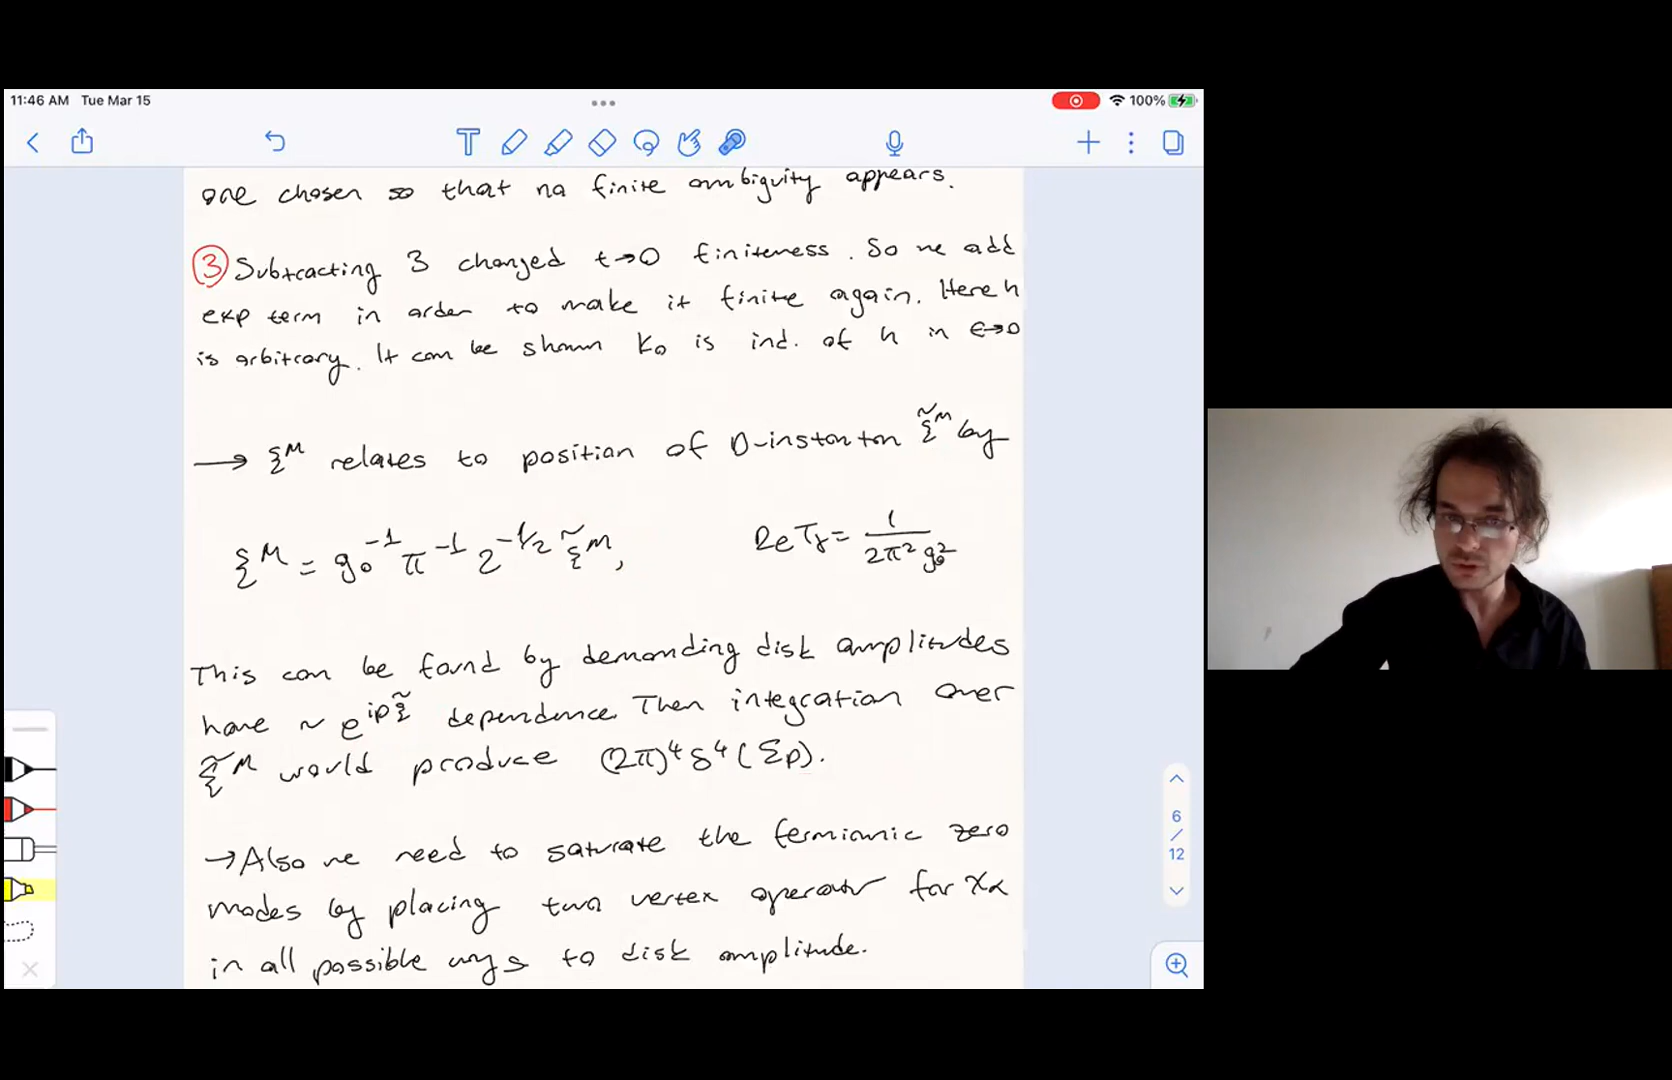 11:46 AM Tue Mar 15
100%
one chosen so that no finite ambiguity appears.
③ Subtracting 3 changed t→0 finiteness. So we add
exp term in order to make it finite again. Here h
is arbitrary. It can be shown K₀ is ind. of h in ε→0
→ ξᴹ relates to position of D-instanton ξ̃ᴹ by
ξᴹ = g₀⁻¹ π⁻¹ 2⁻¹/² ξ̃ᴹ, Re Tᵧ = 1/(2π² g₀²)
This can be found by demanding disk amplitudes
have ~ e^{ip ξ̃} dependence. Then integration over
ξ̃ᴹ would produce (2π)⁴ δ⁴(Σp).
→ Also we need to saturate the fermionic zero
modes by placing two vertex operator for χα
in all possible ways to disk amplitude.
T
6
/
12